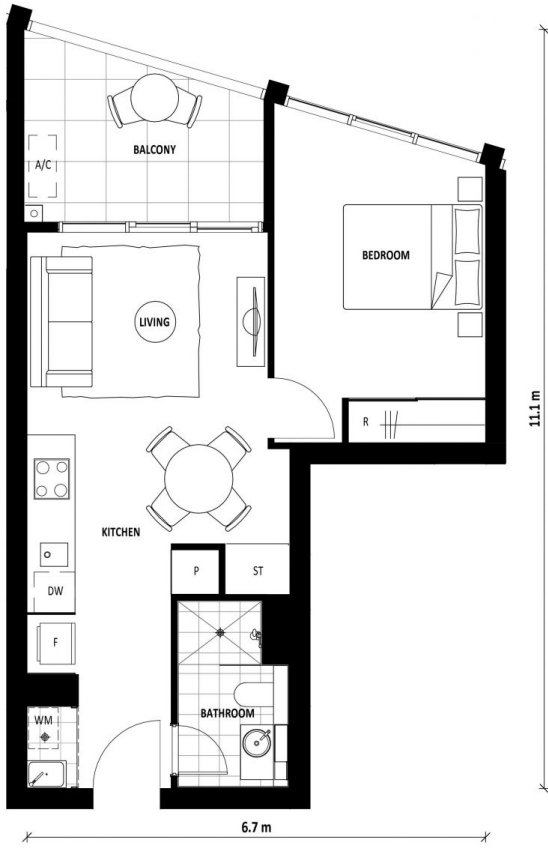 BALCONY
A/C
BEDROOM
LIVING
R
11.1 m
KITCHEN
P
ST
DW
F
BATHROOM
WM
6.7 m